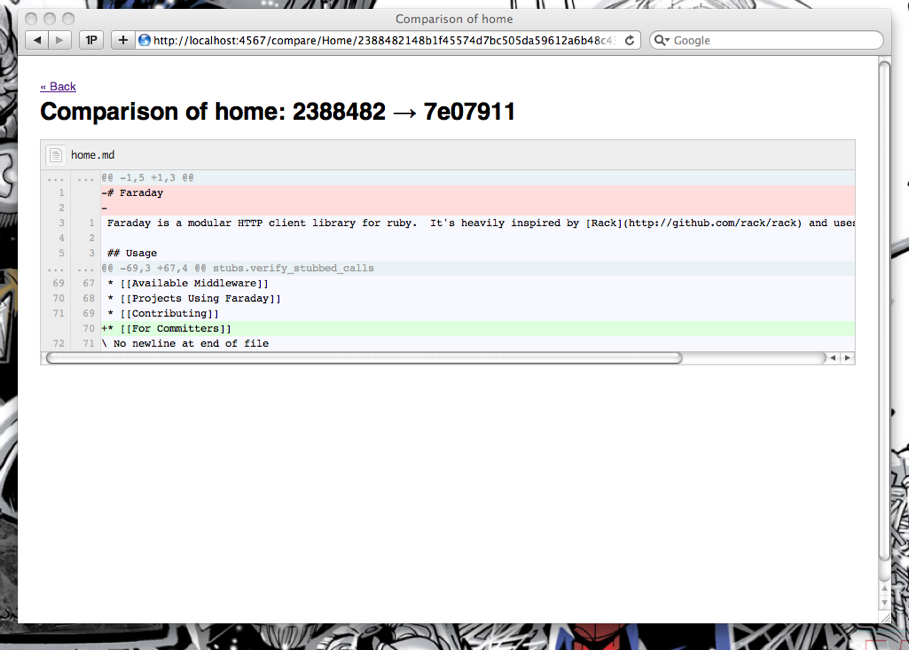 Comparison of home
1P + http://localhost:4567/compare/Home/2388482148b1f45574d7bc505da59612a6b48c4 Google
« Back
Comparison of home: 2388482 → 7e07911
home.md
... ... @@ -1,5 +1,3 @@
1 -# Faraday
2 -
3 1 Faraday is a modular HTTP client library for ruby.  It's heavily inspired by [Rack](http://github.com/rack/rack) and uses
4 2
5 3 ## Usage
... ... @@ -69,3 +67,4 @@ stubs.verify_stubbed_calls
69 67 * [[Available Middleware]]
70 68 * [[Projects Using Faraday]]
71 69 * [[Contributing]]
70 +* [[For Committers]]
72 71 \ No newline at end of file